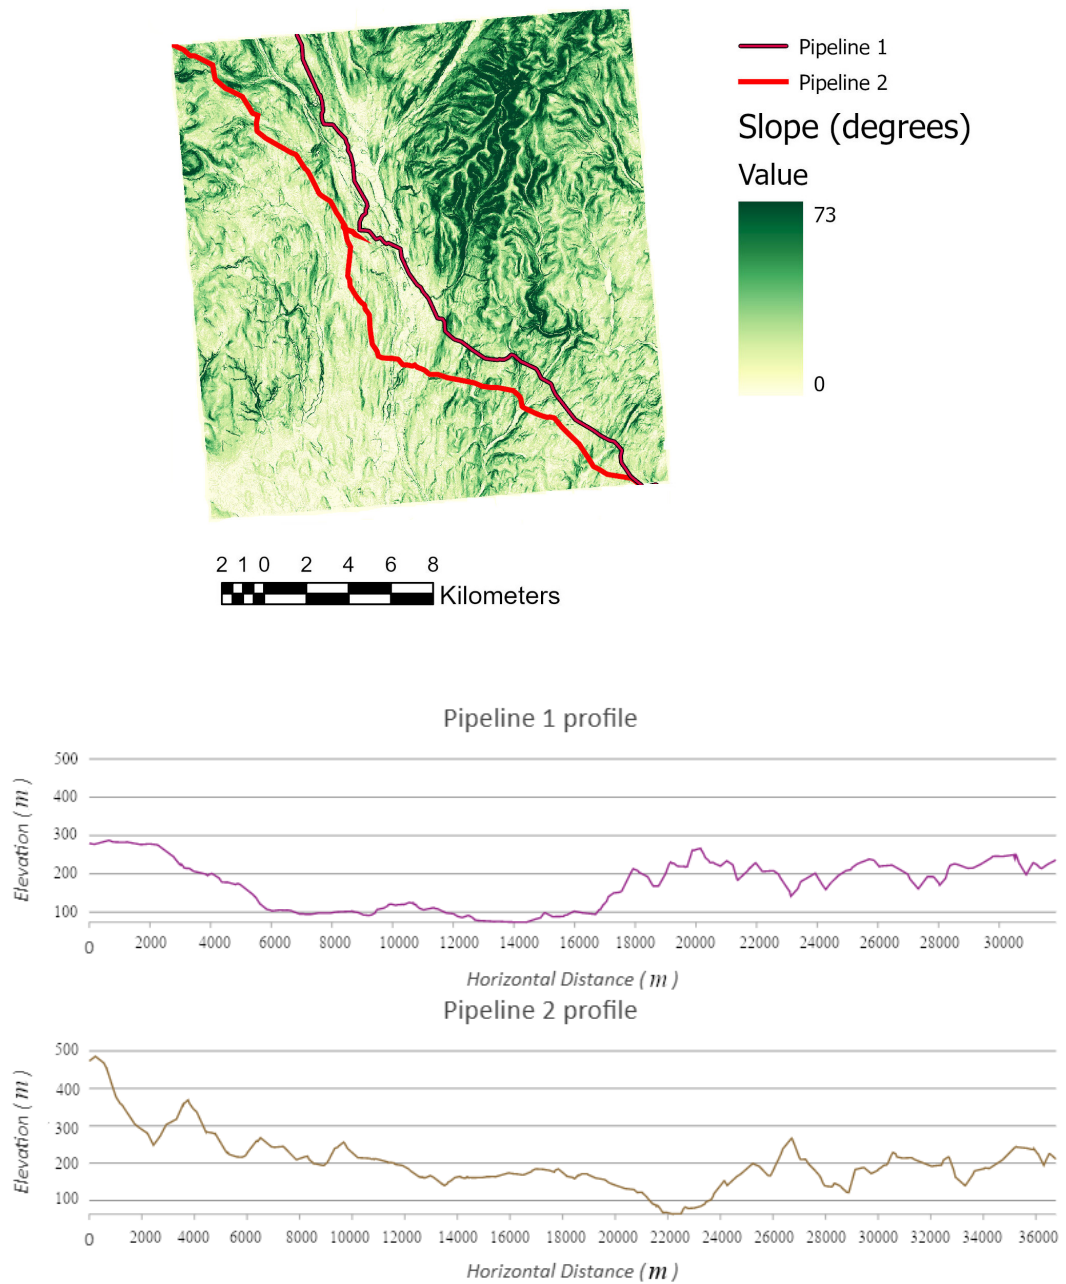 Pipeline 1
Pipeline 2
Slope (degrees)
Value
73
0
2 1 0 2 4 6 8
Kilometers
Pipeline 1 profile
Elevation ( m )
500
400
300
200
100
0 2000 4000 6000 8000 10000 12000 14000 16000 18000 20000 22000 24000 26000 28000 30000
Horizontal Distance ( m )
Pipeline 2 profile
Elevation ( m )
500
400
300
200
100
0 2000 4000 6000 8000 10000 12000 14000 16000 18000 20000 22000 24000 26000 28000 30000 32000 34000 36000
Horizontal Distance ( m )